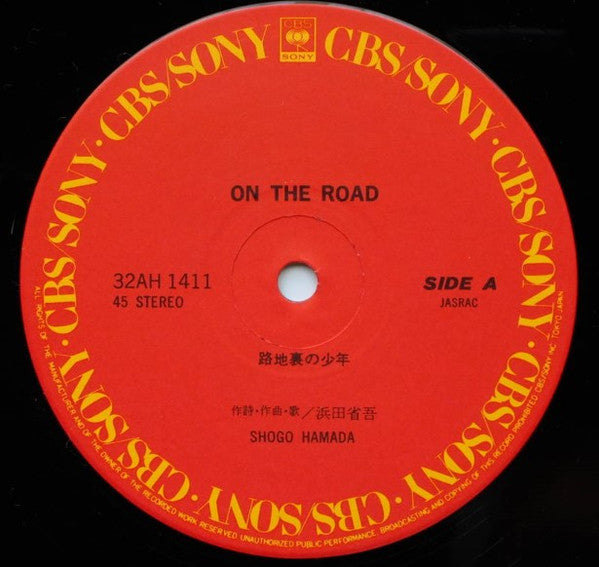 CBS
SONY
CBS/SONY · CBS/SONY · CBS/SONY · CBS/SONY · CBS/SONY · CBS/SONY · CBS/SONY · CBS/SONY
ON THE ROAD
32AH 1411
45 STEREO
SIDE A
JASRAC
路地裏の少年
作詩・作曲・歌／浜田省吾
SHOGO HAMADA
ALL RIGHTS OF THE MANUFACTURER AND OF THE OWNER OF THE RECORDED WORK RESERVED UNAUTHORIZED PUBLIC PERFORMANCE, BROADCASTING AND COPYING OF THIS RECORD PROHIBITED CBS/SONY INC. TOKYO JAPAN